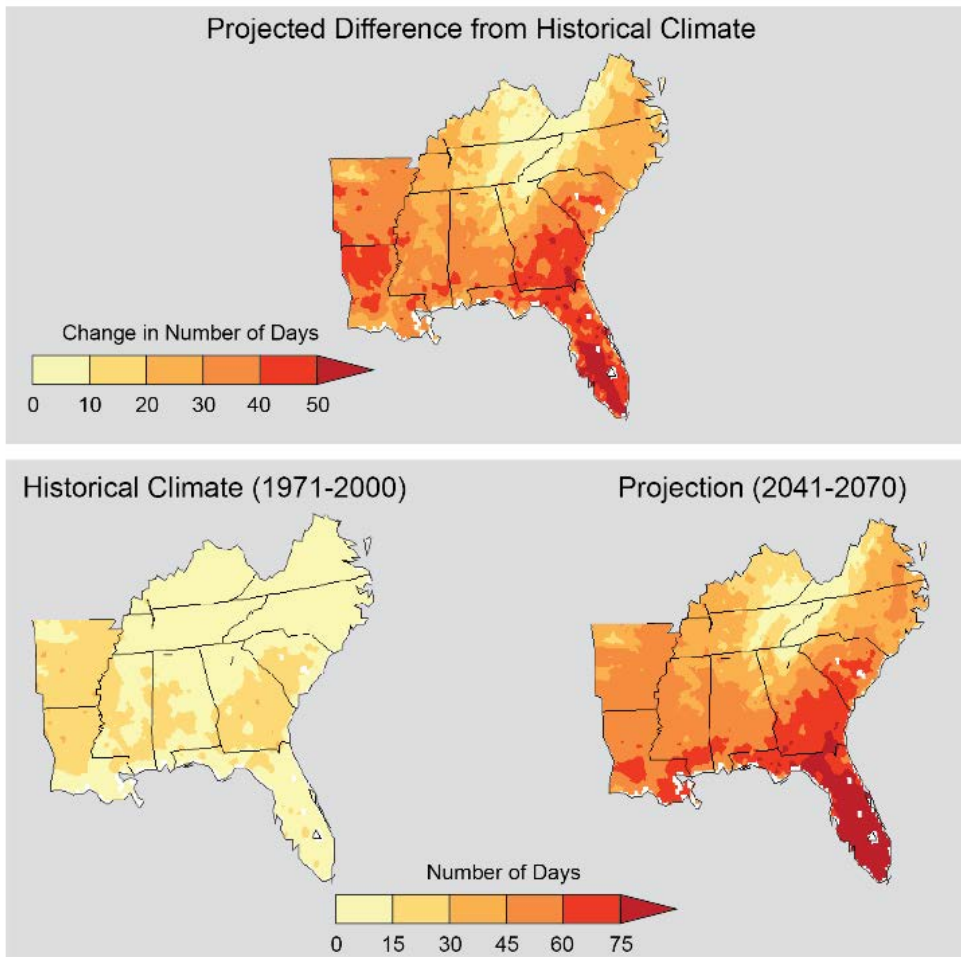 Projected Difference from Historical Climate
Change in Number of Days
0 10 20 30 40 50
Historical Climate (1971-2000)
Projection (2041-2070)
Number of Days
0 15 30 45 60 75